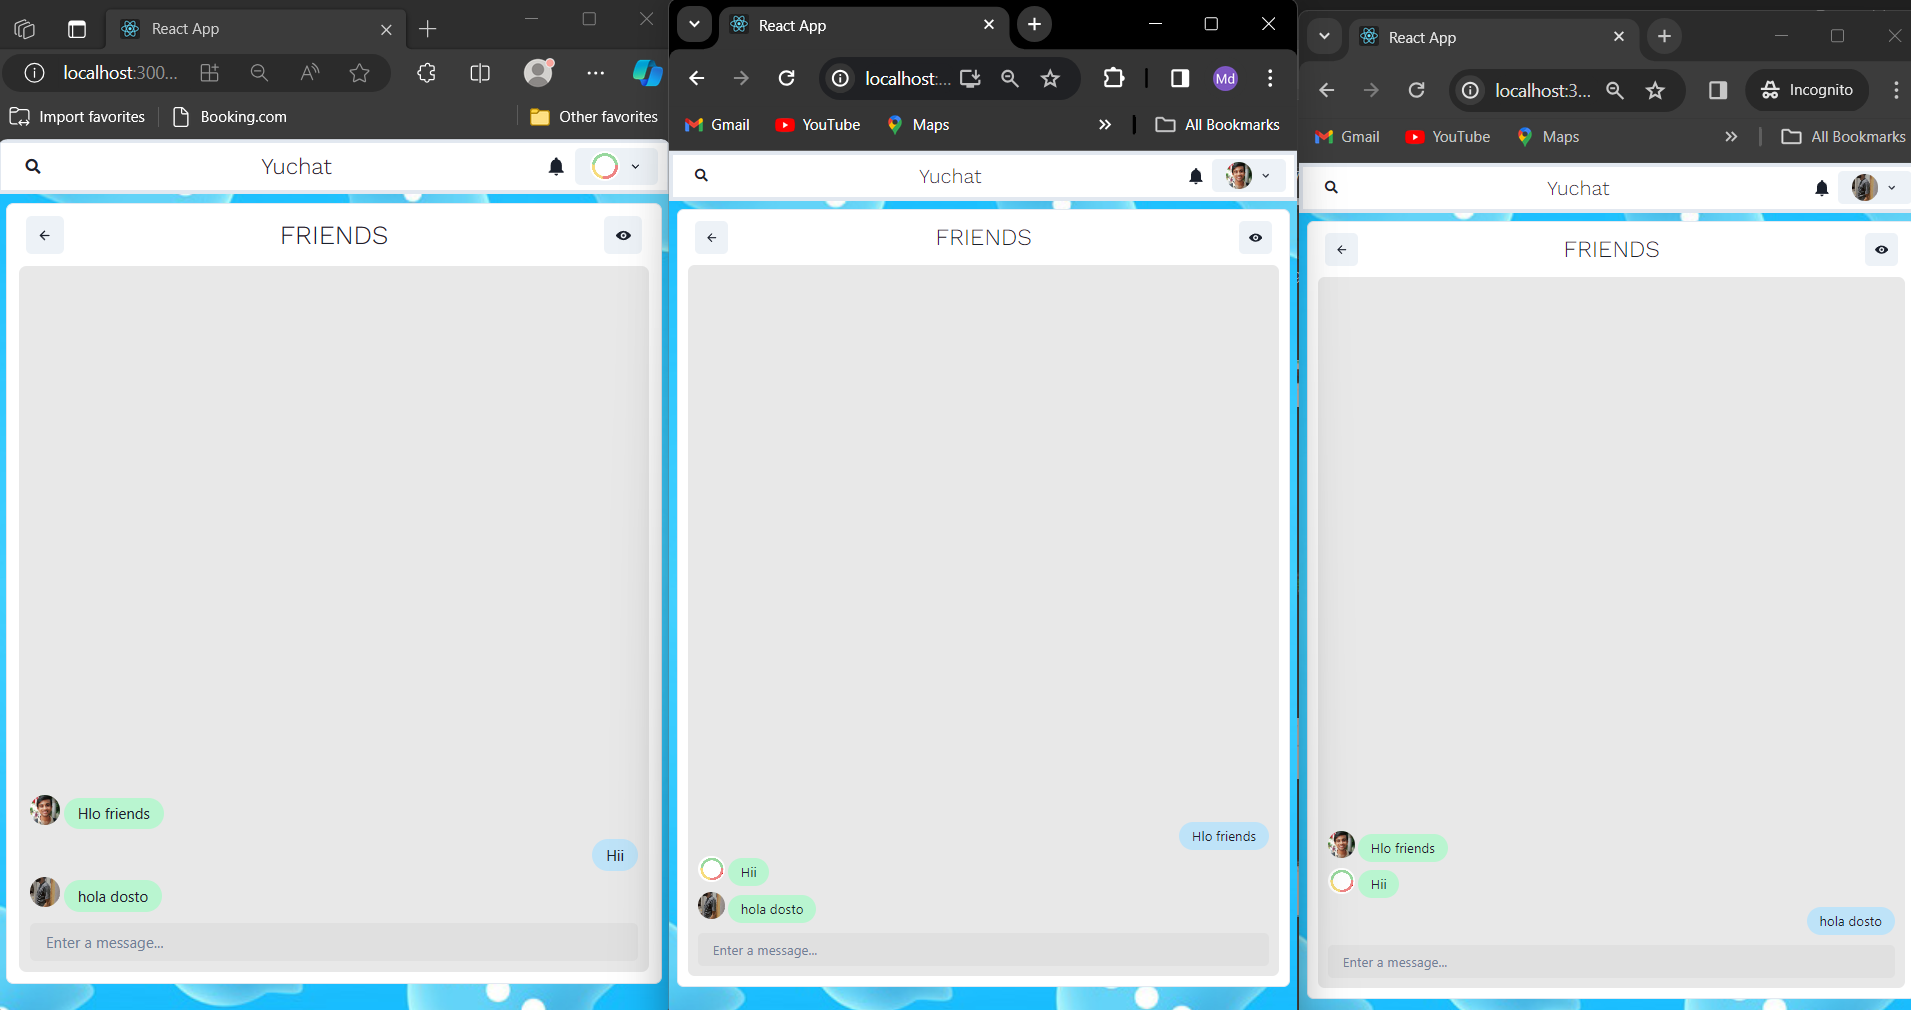 React App
localhost:300...
Import favorites
Booking.com
Other favorites
Yuchat
FRIENDS
Hlo friends
Hii
hola dosto
Enter a message...
React App
localhost:...
Md
Gmail
YouTube
Maps
All Bookmarks
Yuchat
FRIENDS
Hlo friends
Hii
hola dosto
Enter a message...
React App
localhost:3...
Incognito
Gmail
YouTube
Maps
All Bookmarks
Yuchat
FRIENDS
Hlo friends
Hii
hola dosto
Enter a message...